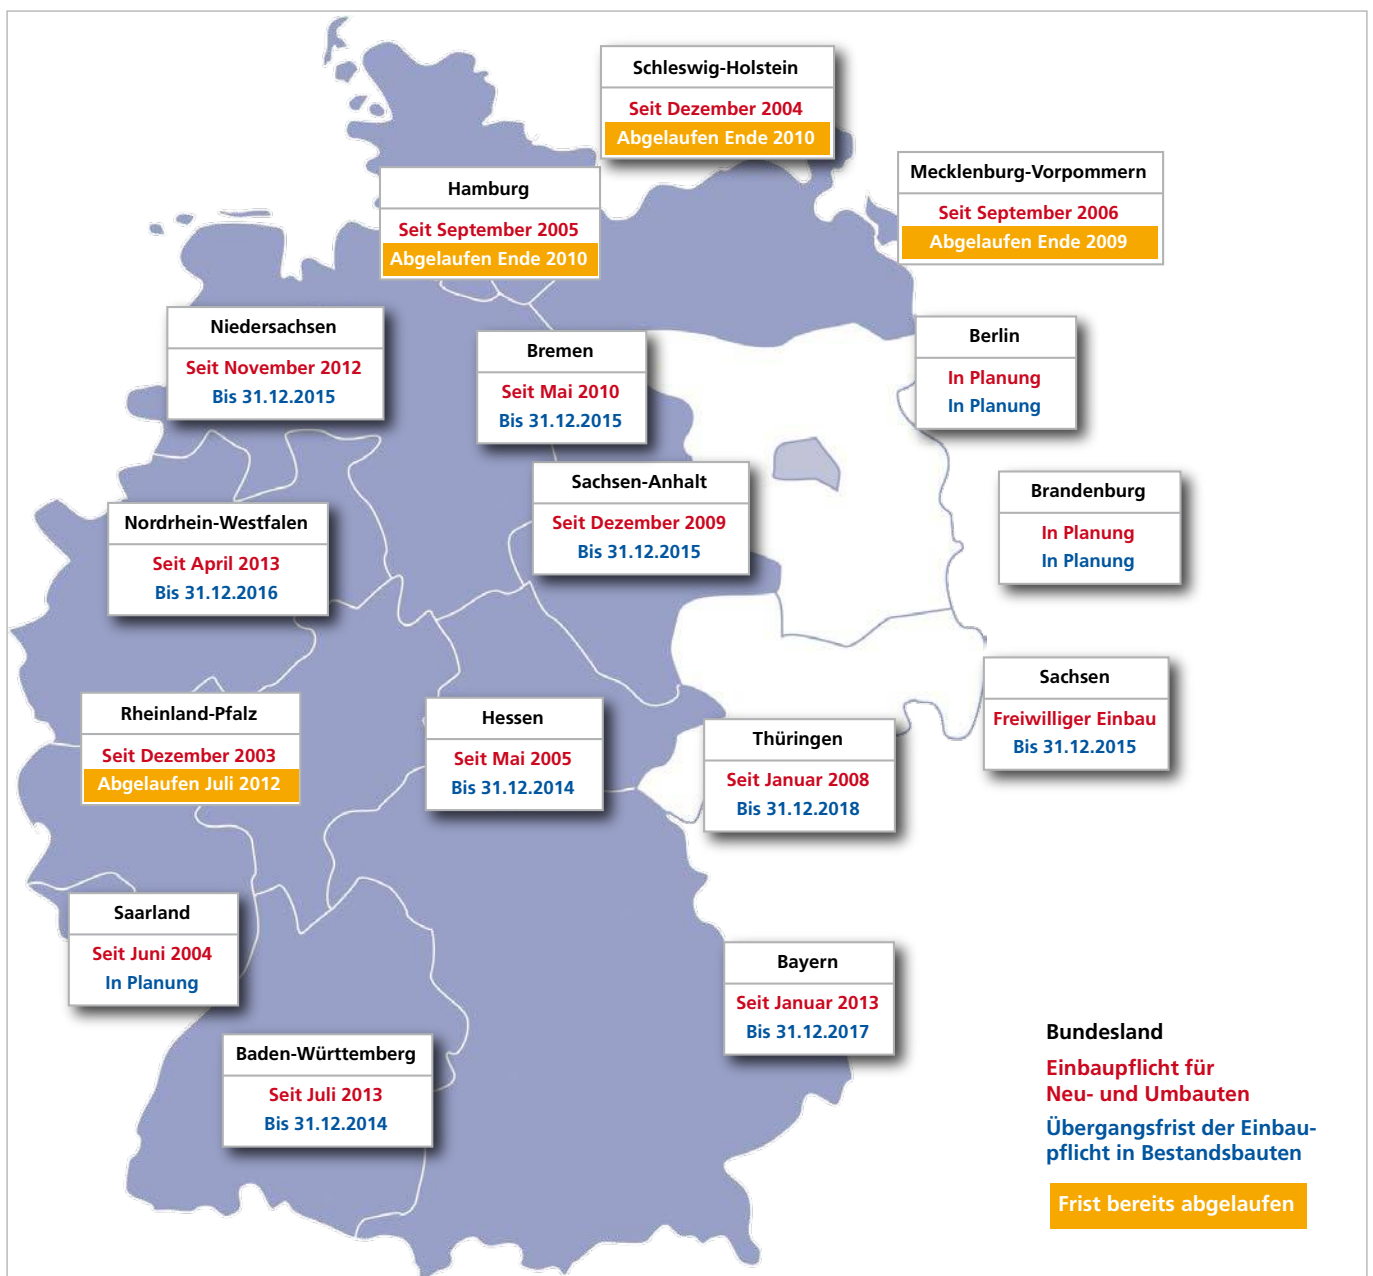 Schleswig-Holstein
Seit Dezember 2004
Abgelaufen Ende 2010
Mecklenburg-Vorpommern
Seit September 2006
Abgelaufen Ende 2009
Hamburg
Seit September 2005
Abgelaufen Ende 2010
Niedersachsen
Seit November 2012
Bis 31.12.2015
Bremen
Seit Mai 2010
Bis 31.12.2015
Berlin
In Planung
In Planung
Sachsen-Anhalt
Seit Dezember 2009
Bis 31.12.2015
Brandenburg
In Planung
In Planung
Nordrhein-Westfalen
Seit April 2013
Bis 31.12.2016
Sachsen
Freiwilliger Einbau
Bis 31.12.2015
Rheinland-Pfalz
Seit Dezember 2003
Abgelaufen Juli 2012
Hessen
Seit Mai 2005
Bis 31.12.2014
Thüringen
Seit Januar 2008
Bis 31.12.2018
Saarland
Seit Juni 2004
In Planung
Bayern
Seit Januar 2013
Bis 31.12.2017
Baden-Württemberg
Seit Juli 2013
Bis 31.12.2014
Bundesland
Einbaupflicht für
Neu- und Umbauten
Übergangsfrist der Einbau-
pflicht in Bestandsbauten
Frist bereits abgelaufen